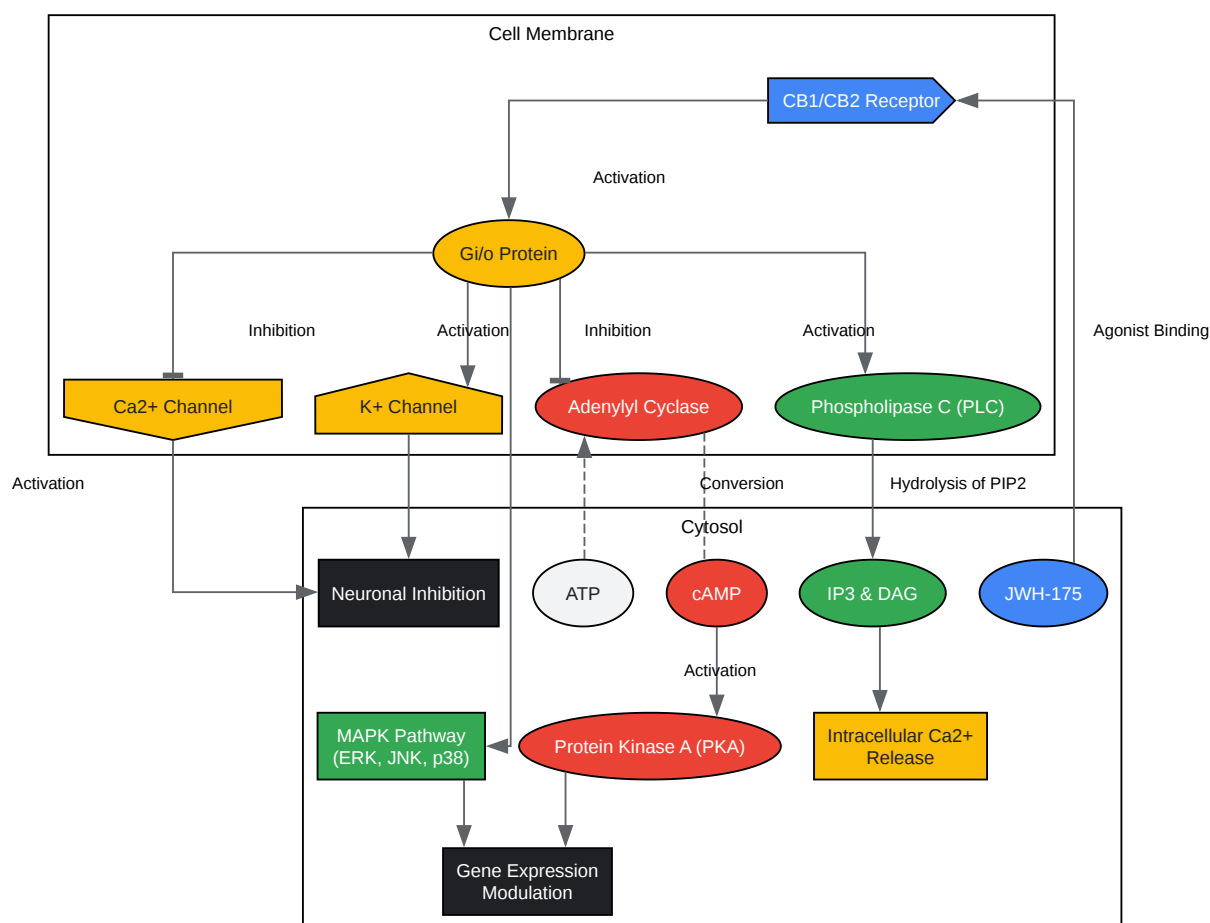 Cell Membrane
CB1/CB2 Receptor
Activation
Gi/o Protein
Inhibition
Activation
Inhibition
Activation
Agonist Binding
Ca2+ Channel
K+ Channel
Adenylyl Cyclase
Phospholipase C (PLC)
Activation
Conversion
Hydrolysis of PIP2
Cytosol
Neuronal Inhibition
ATP
cAMP
IP3 & DAG
JWH-175
Activation
MAPK Pathway
(ERK, JNK, p38)
Protein Kinase A (PKA)
Intracellular Ca2+
Release
Gene Expression
Modulation